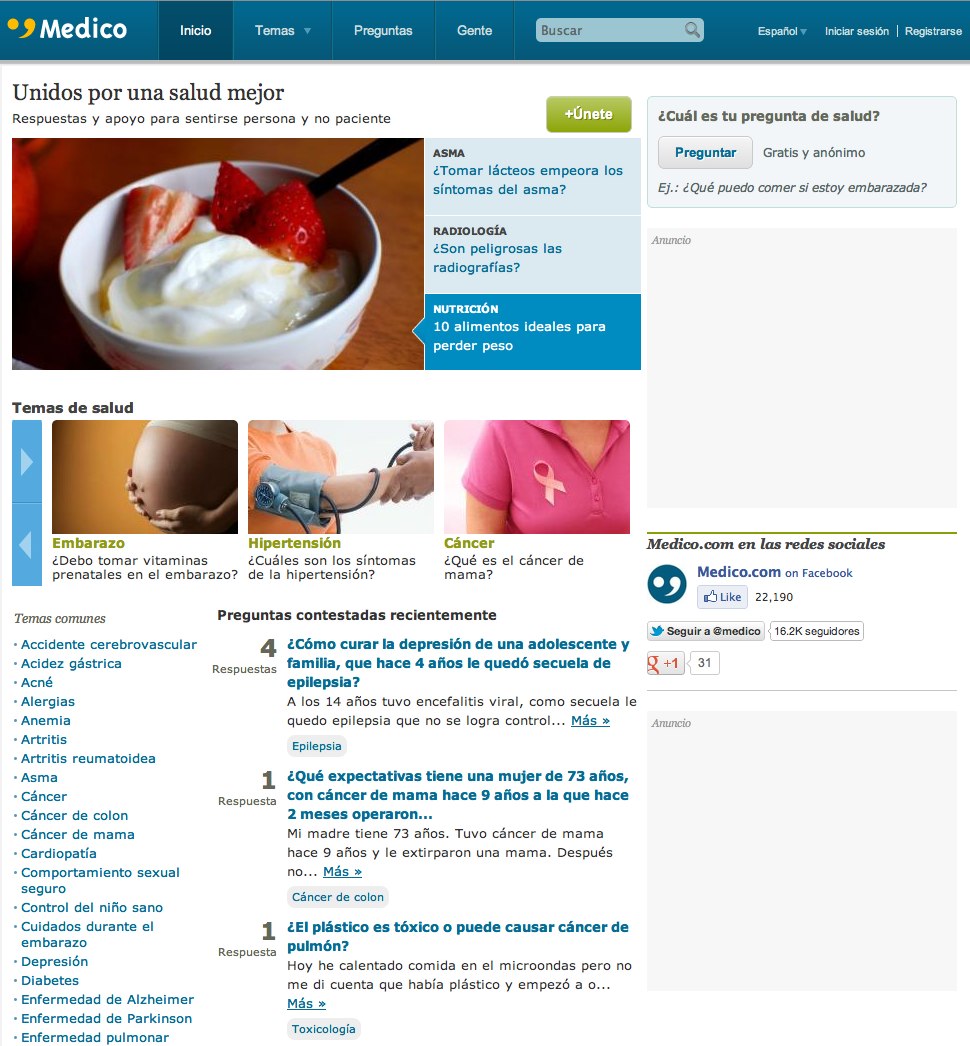 Medico
Inicio
Temas
Preguntas
Gente
Buscar
Español
Iniciar sesión | Registrarse
Unidos por una salud mejor
Respuestas y apoyo para sentirse persona y no paciente
+Únete
ASMA
¿Tomar lácteos empeora los
síntomas del asma?
RADIOLOGÍA
¿Son peligrosas las
radiografías?
NUTRICIÓN
10 alimentos ideales para
perder peso
¿Cuál es tu pregunta de salud?
Preguntar
Gratis y anónimo
Ej.: ¿Qué puedo comer si estoy embarazada?
Anuncio
Temas de salud
Embarazo
¿Debo tomar vitaminas
prenatales en el embarazo?
Hipertensión
¿Cuáles son los síntomas
de la hipertensión?
Cáncer
¿Qué es el cáncer de
mama?
Medico.com en las redes sociales
Medico.com on Facebook
Like
22,190
Seguir a @medico
16.2K seguidores
g +1
31
Anuncio
Temas comunes
Accidente cerebrovascular
Acidez gástrica
Acné
Alergias
Anemia
Artritis
Artritis reumatoidea
Asma
Cáncer
Cáncer de colon
Cáncer de mama
Cardiopatía
Comportamiento sexual
seguro
Control del niño sano
Cuidados durante el
embarazo
Depresión
Diabetes
Enfermedad de Alzheimer
Enfermedad de Parkinson
Enfermedad pulmonar
Preguntas contestadas recientemente
4
Respuestas
¿Cómo curar la depresión de una adolescente y
familia, que hace 4 años le quedó secuela de
epilepsia?
A los 14 años tuvo encefalitis viral, como secuela le
quedo epilepsia que no se logra control... Más »
Epilepsia
1
Respuesta
¿Qué expectativas tiene una mujer de 73 años,
con cáncer de mama hace 9 años a la que hace
2 meses operaron...
Mi madre tiene 73 años. Tuvo cáncer de mama
hace 9 años y le extirparon una mama. Después
no... Más »
Cáncer de colon
1
Respuesta
¿El plástico es tóxico o puede causar cáncer de
pulmón?
Hoy he calentado comida en el microondas pero no
me di cuenta que había plástico y empezó a o...
Más »
Toxicología